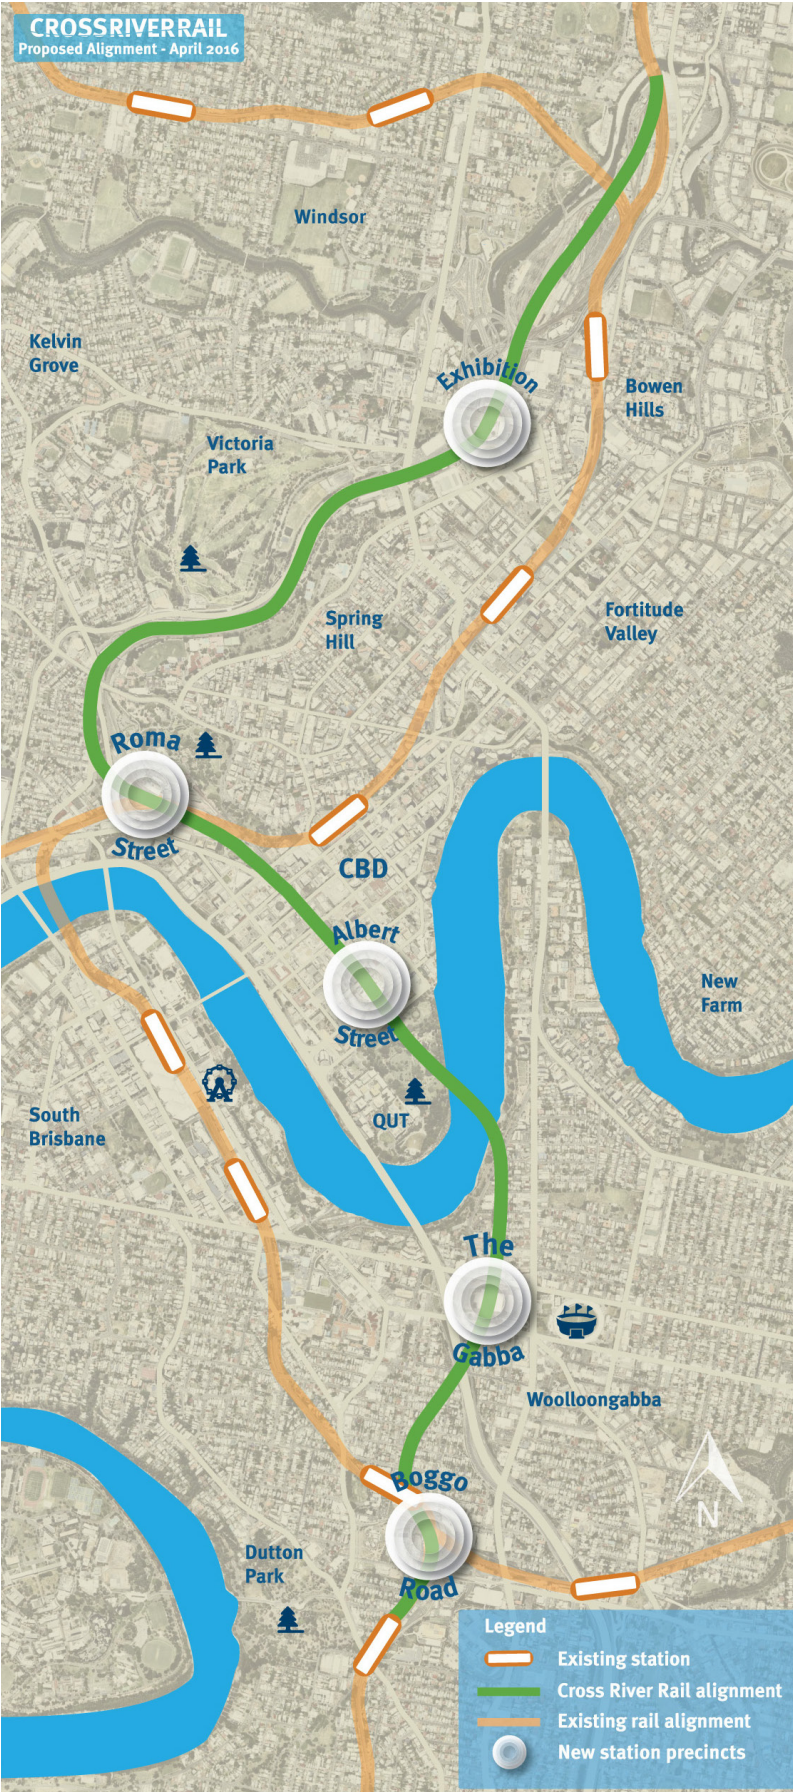 CROSSRIVERRAIL
Proposed Alignment - April 2016
Windsor
Kelvin
Grove
Exhibition
Bowen
Hills
Victoria
Park
Spring
Hill
Fortitude
Valley
Roma
Street
CBD
Albert
Street
New
Farm
QUT
South
Brisbane
The
Gabba
Woolloongabba
Boggo
Road
N
Dutton
Park
Legend
Existing station
Cross River Rail alignment
Existing rail alignment
New station precincts